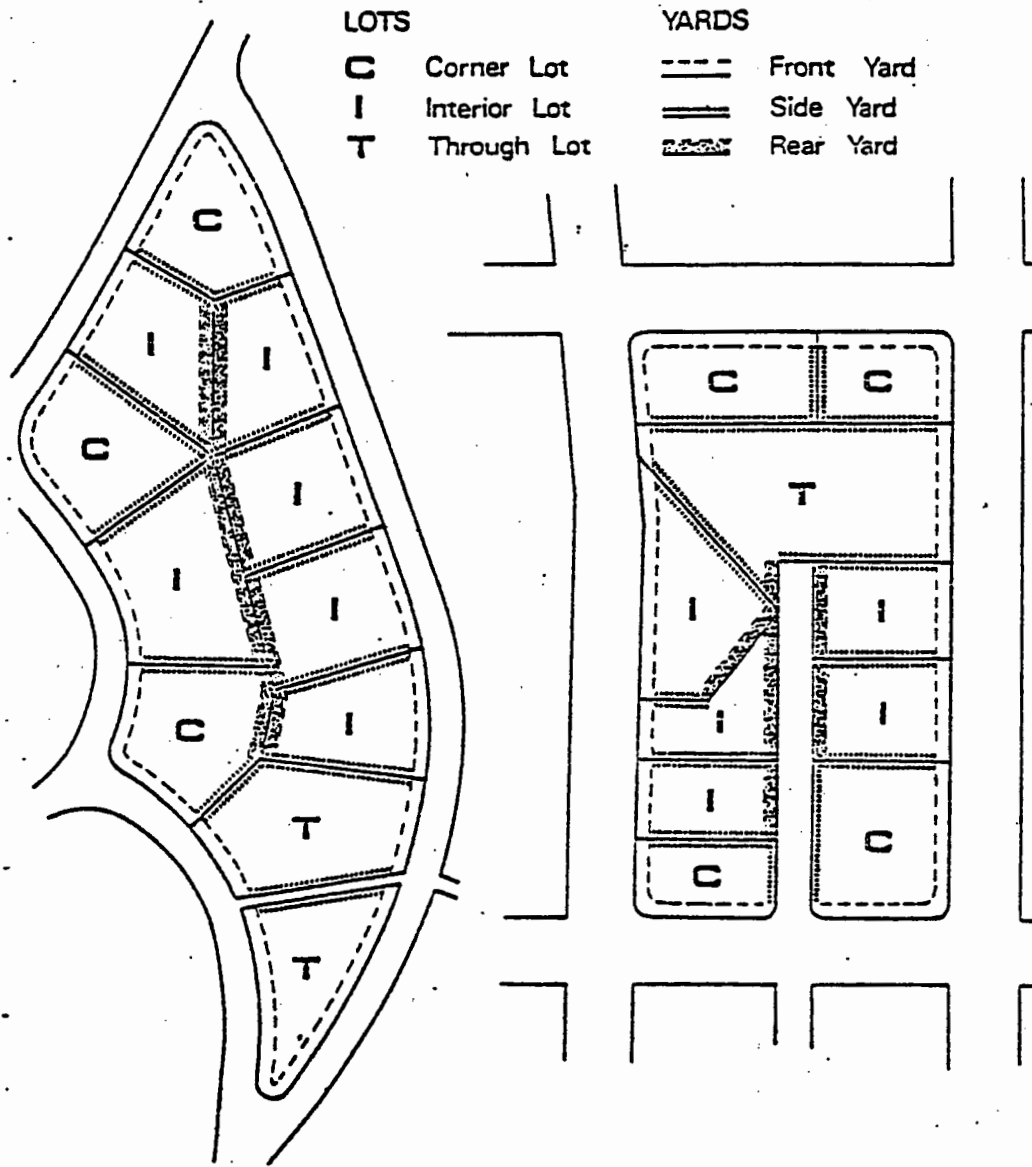 LOTS YARDS
C Corner Lot Front Yard
I Interior Lot Side Yard
T Through Lot Rear Yard
C
I
I
C
C C
C
I
T
I
I
I
I
C
I
I
I
I
T
C
C
T